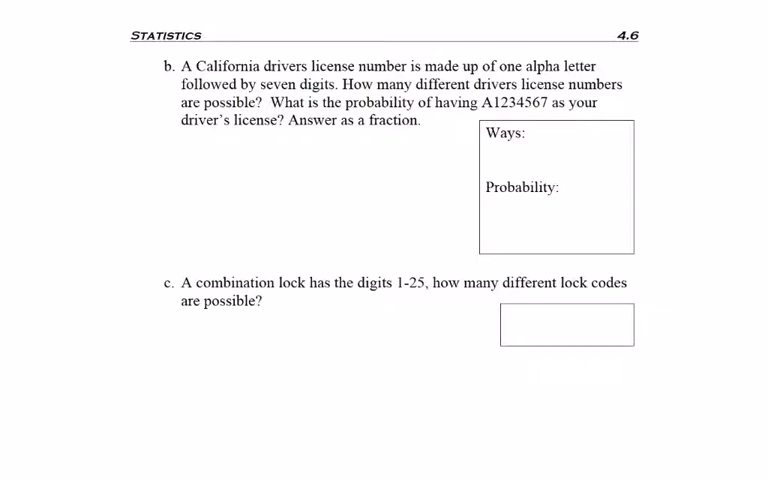 STATISTICS 4.6
b. A California drivers license number is made up of one alpha letter
followed by seven digits. How many different drivers license numbers
are possible? What is the probability of having A1234567 as your
driver's license? Answer as a fraction.
Ways:
Probability:
c. A combination lock has the digits 1-25, how many different lock codes
are possible?